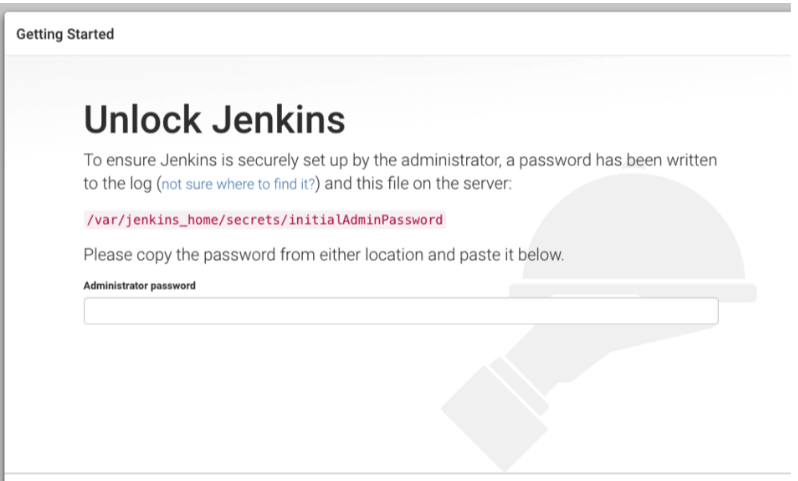 Getting Started
Unlock Jenkins
To ensure Jenkins is securely set up by the administrator, a password has been written
to the log (not sure where to find it?) and this file on the server:
/var/jenkins_home/secrets/initialAdminPassword
Please copy the password from either location and paste it below.
Administrator password